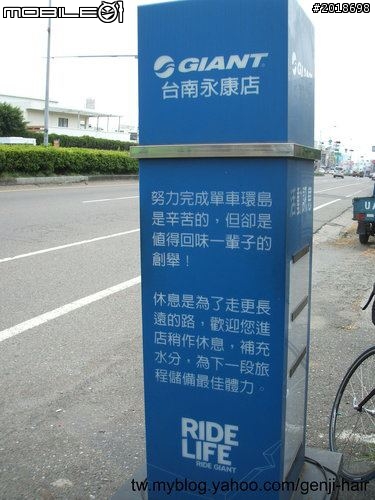 MOBILE01
#2018698
GIANT
台南永康店
努力完成單車環島
是辛苦的，但卻是
值得回味一輩子的
創舉！
休息是為了走更長
遠的路，歡迎您進
店稍作休息，補充
水分，為下一段旅
程儲備最佳體力。
RIDE
LIFE
RIDE GIANT
tw.myblog.yahoo.com/genji-hair